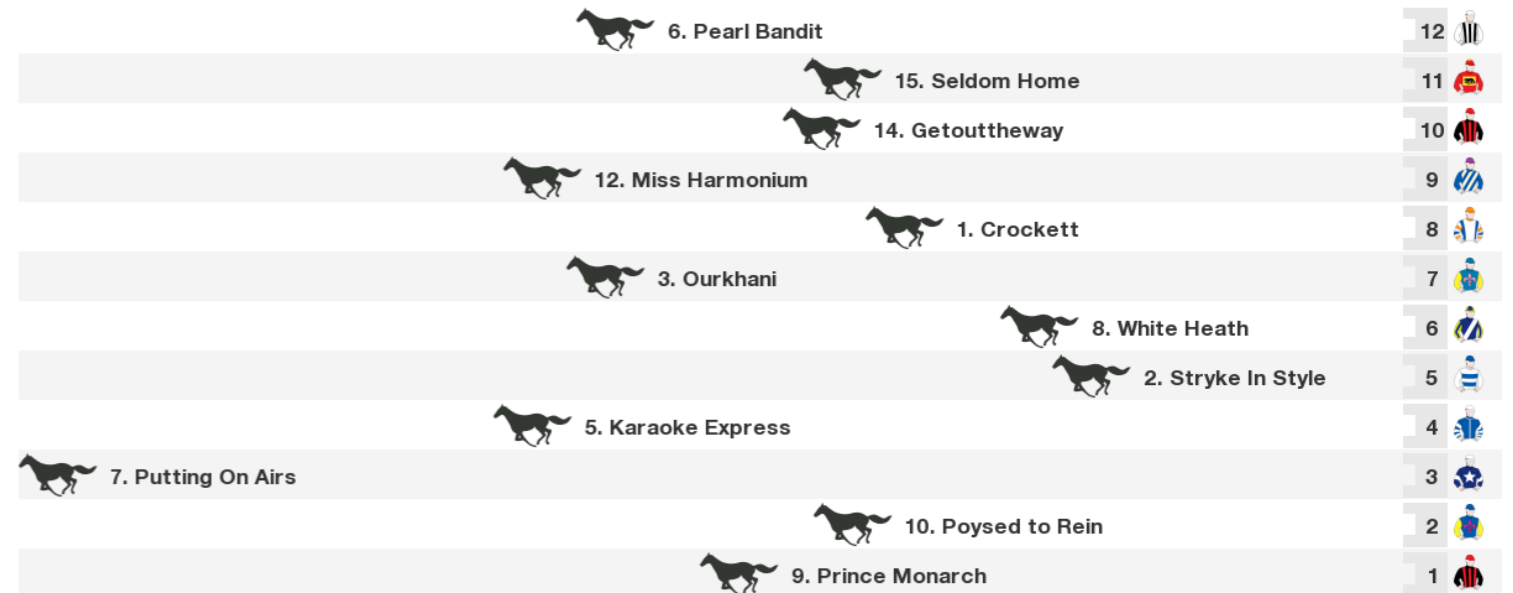 6. Pearl Bandit 12
15. Seldom Home 11
14. Getouttheway 10
12. Miss Harmonium 9
1. Crockett 8
3. Ourkhani 7
8. White Heath 6
2. Stryke In Style 5
5. Karaoke Express 4
7. Putting On Airs 3
10. Poysed to Rein 2
9. Prince Monarch 1